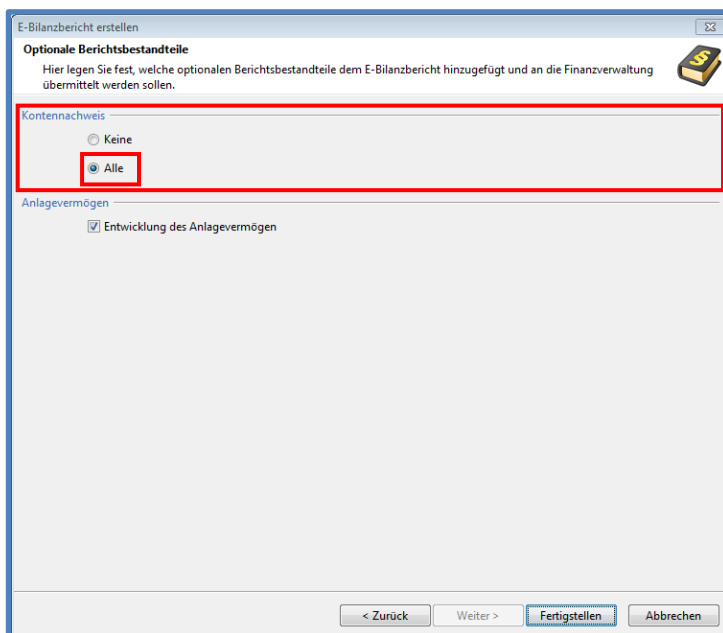 E-Bilanzbericht erstellen
Optionale Berichtsbestandteile
Hier legen Sie fest, welche optionalen Berichtsbestandteile dem E-Bilanzbericht hinzugefügt und an die Finanzverwaltung
übermittelt werden sollen.
Kontennachweis
Keine
Alle
Anlagevermögen
Entwicklung des Anlagevermögen
< Zurück Weiter > Fertigstellen Abbrechen